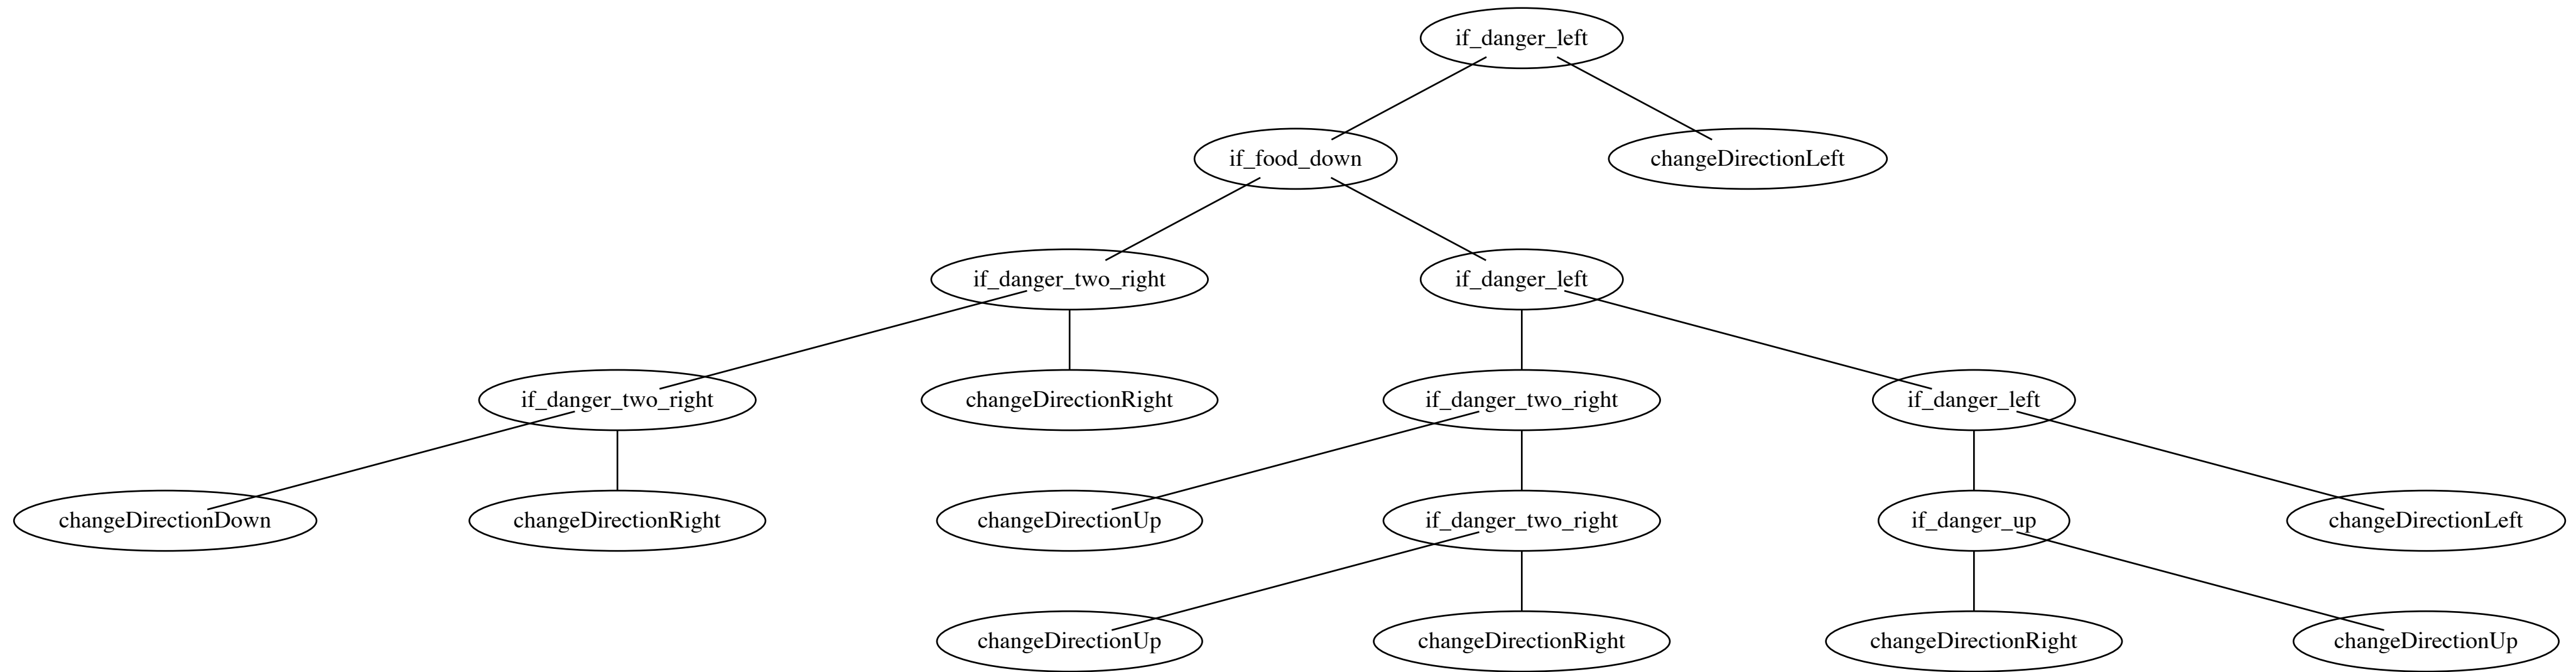 if_danger_left
if_food_down
changeDirectionLeft
if_danger_two_right
if_danger_left
if_danger_two_right
changeDirectionRight
if_danger_two_right
if_danger_left
changeDirectionDown
changeDirectionRight
changeDirectionUp
if_danger_two_right
if_danger_up
changeDirectionLeft
changeDirectionUp
changeDirectionRight
changeDirectionRight
changeDirectionUp